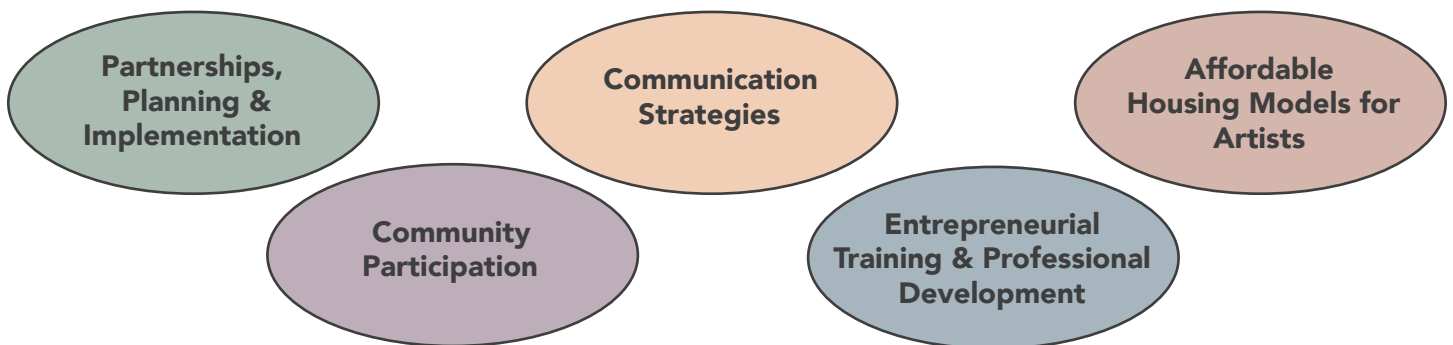 Partnerships,
Planning &
Implementation
Communication
Strategies
Affordable
Housing Models for
Artists
Community
Participation
Entrepreneurial
Training & Professional
Development